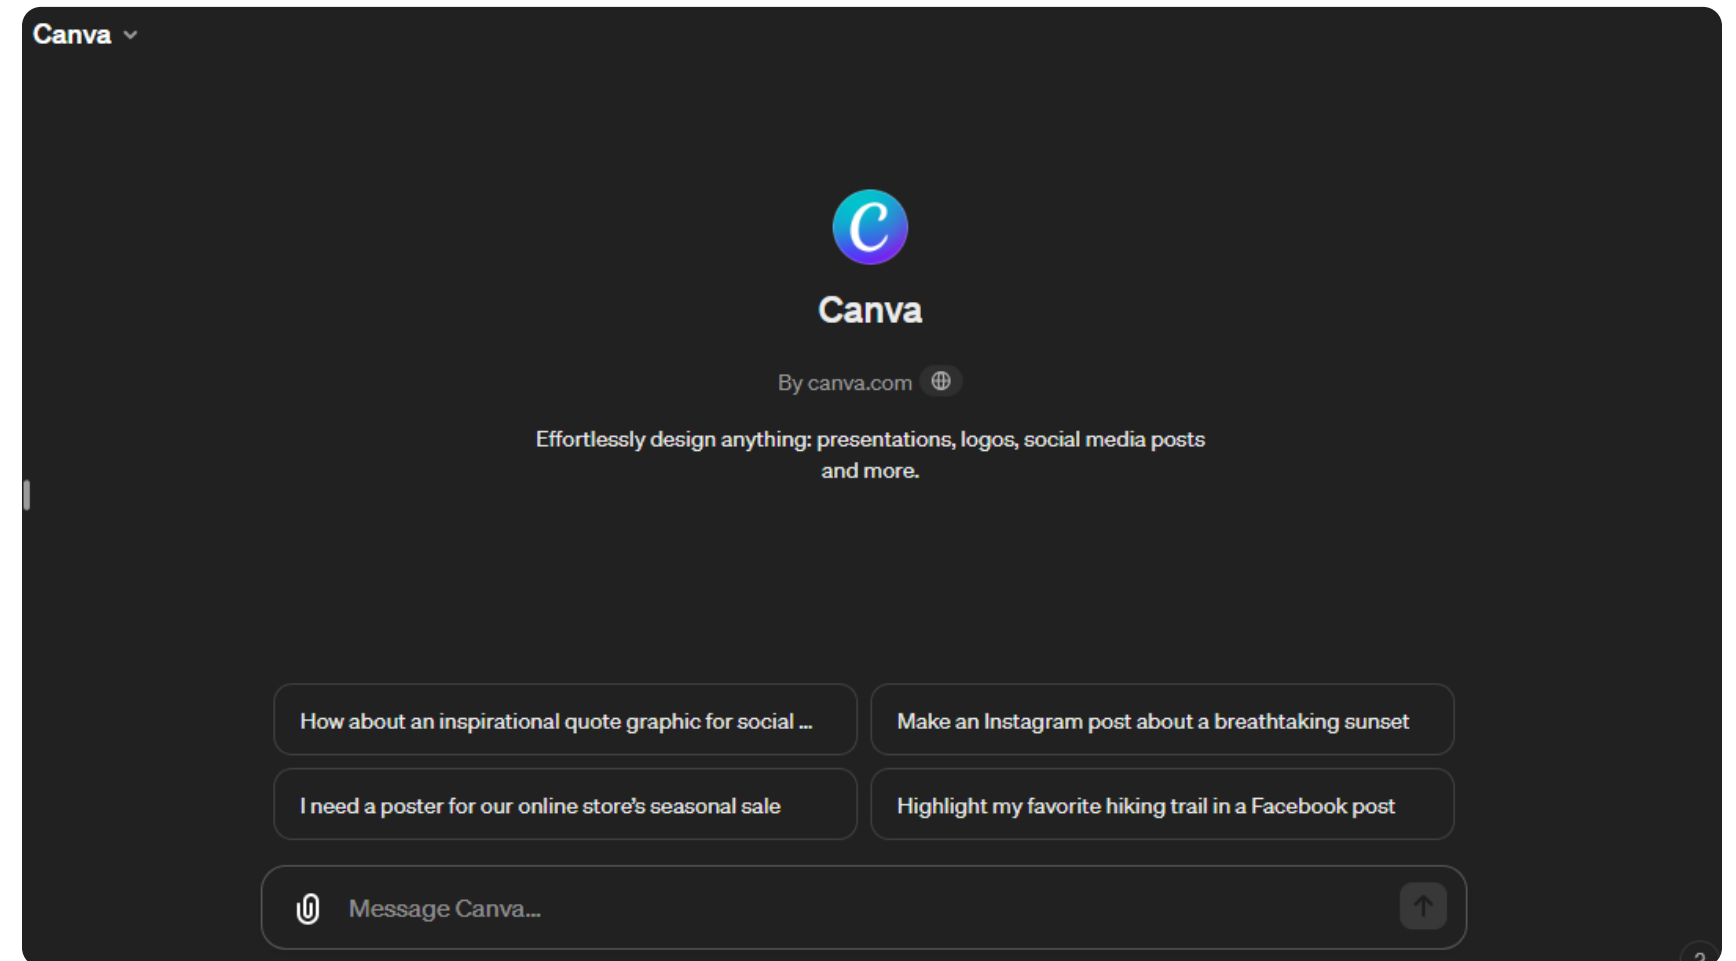 Canva
C
Canva
By canva.com
Effortlessly design anything: presentations, logos, social media posts
and more.
How about an inspirational quote graphic for social ...
Make an Instagram post about a breathtaking sunset
I need a poster for our online store's seasonal sale
Highlight my favorite hiking trail in a Facebook post
Message Canva...
?